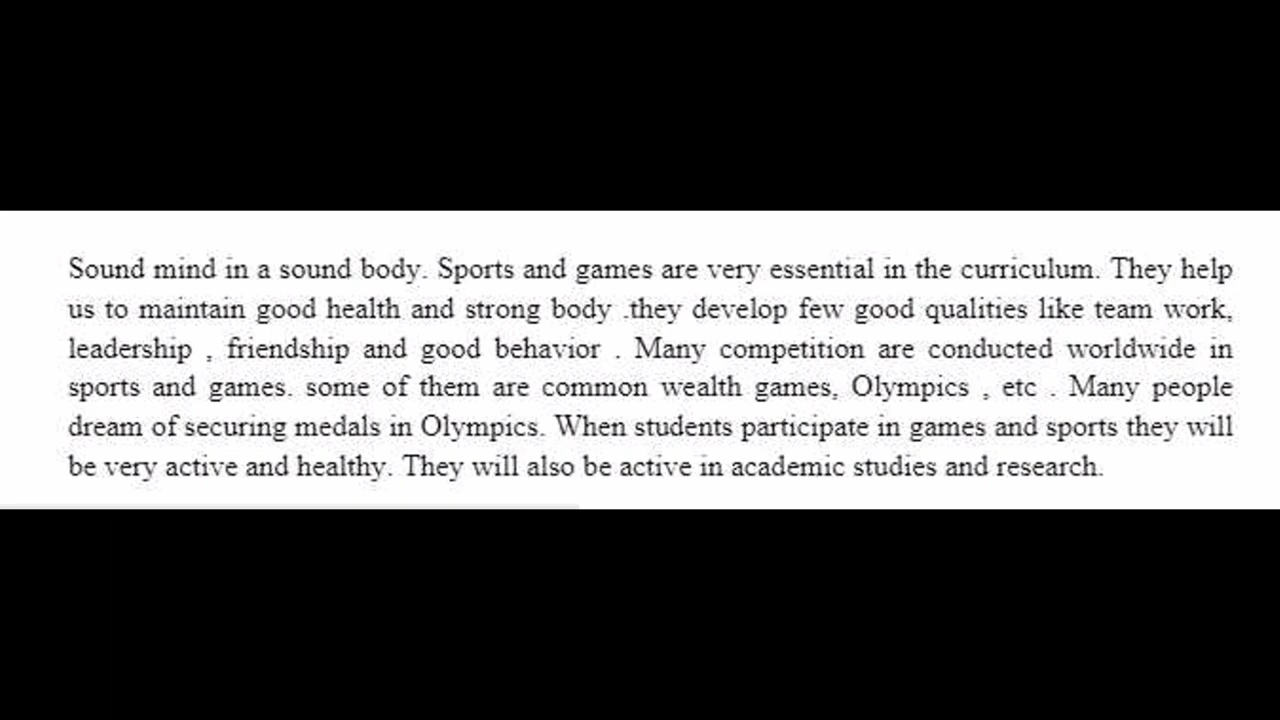 Sound mind in a sound body. Sports and games are very essential in the curriculum. They help
us to maintain good health and strong body .they develop few good qualities like team work,
leadership , friendship and good behavior . Many competition are conducted worldwide in
sports and games. some of them are common wealth games, Olympics , etc . Many people
dream of securing medals in Olympics. When students participate in games and sports they will
be very active and healthy. They will also be active in academic studies and research.